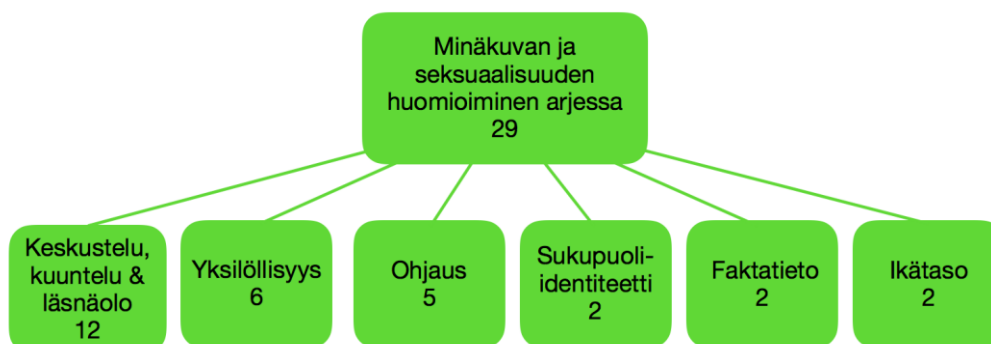 Minäkuvan ja
seksuaalisuuden
huomioiminen arjessa
29
Keskustelu,
kuuntelu &
läsnäolo
12
Yksilöllisyys
6
Ohjaus
5
Sukupuoli-
identiteetti
2
Faktatieto
2
Ikätaso
2